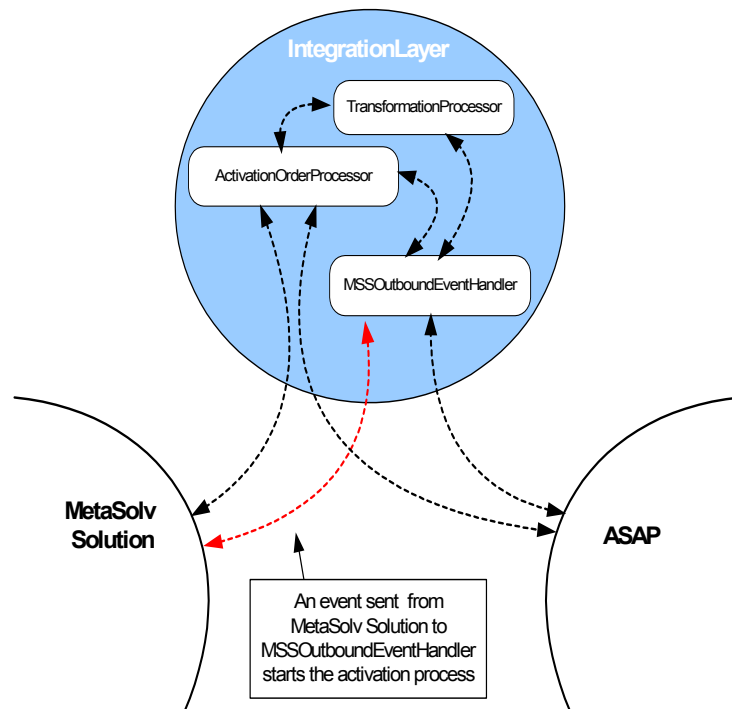 IntegrationLayer
TransformationProcessor
ActivationOrderProcessor
MSSOutboundEventHandler
MetaSolv
Solution
ASAP
An event sent from
MetaSolv Solution to
MSSOutboundEventHandler
starts the activation process